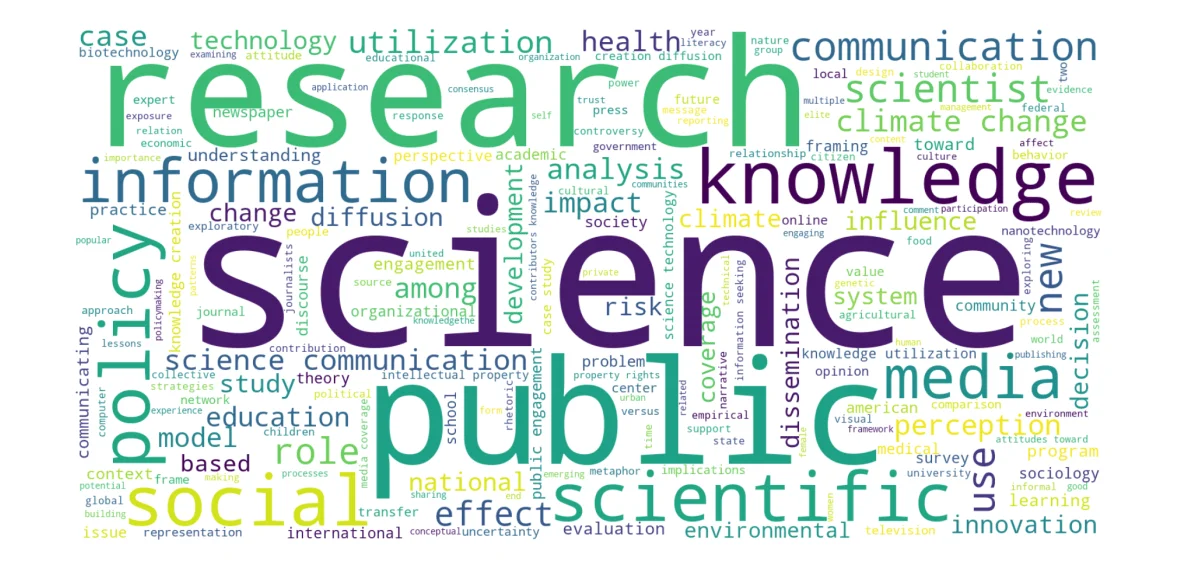 case
technology
utilization
health
literacy
year
nature
group
communication
two
biotechnology
examining
attitude
educational
organization
creation diffusion
research
application
consensus
power
local
design
collaboration
student
scientist
evidence
expert
newspaper
response
self
trust
press
future
message
reporting
multiple
elite
management
federal
exposure
relation
economic
controversy
government
climate change
importance
understanding
perspective
academic
analysis
relationship
citizen
framing
content
culture
toward
affect
behavior
information
cultural
communities
knowledge
practice
change
diffusion
development
impact
climate
online
influence
comment
participation
review
popular
exploratory
people
studies
contributors knowledge
society
engaging
food
nanotechnology
policy
knowledge creation
patterns
journalists
discourse
science
united
engagement
source
private
science technology
technical
information seeking
value
genetic
exploring
new
approach
policymaking
journal
among
organizational
knowledgethe
case study
risk
system
agricultural
community
process
world
assessment
lessons
contribution
human
publishing
communicating
science communication
problem
coverage
narrative
dissemination
knowledge utilization
opinion
media
decision
collective
strategies
study
theory
political
intellectual property
property rights
center
urban
related
network
computer
experience
education
school
form
rhetoric
public engagement
public
versus
empirical
american
comparison
environment
model
children
time
support
state
visual
framework
perception
attitudes toward
role
media coverage
female
medical
program
based
context
frame
processes
making
emerging
metaphor
implications
survey
university
sociology
potential
national
use
informal
good
global
social
sharing
end
scientific
women
learning
building
transfer
effect
issue
representation
international
conceptual
uncertainty
evaluation
environmental
television
innovation